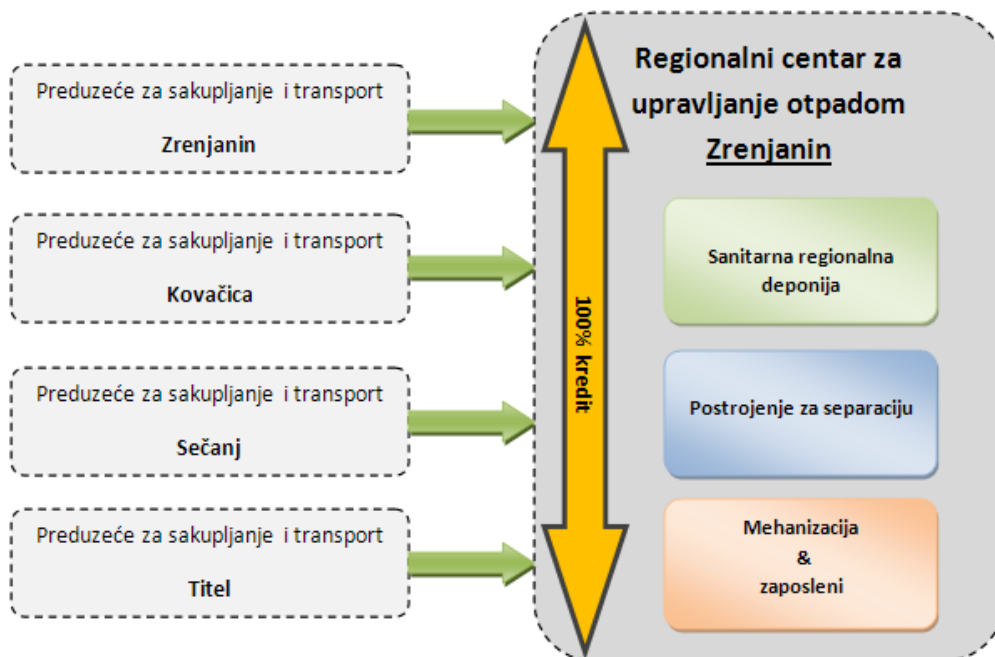 Preduzeće za sakupljanje i transport
Zrenjanin
Preduzeće za sakupljanje i transport
Kovačica
Preduzeće za sakupljanje i transport
Sečanj
Preduzeće za sakupljanje i transport
Titel
100% kredit
Regionalni centar za
upravljanje otpadom
Zrenjanin
Sanitarna regionalna
deponija
Postrojenje za separaciju
Mehanizacija
&
zaposleni